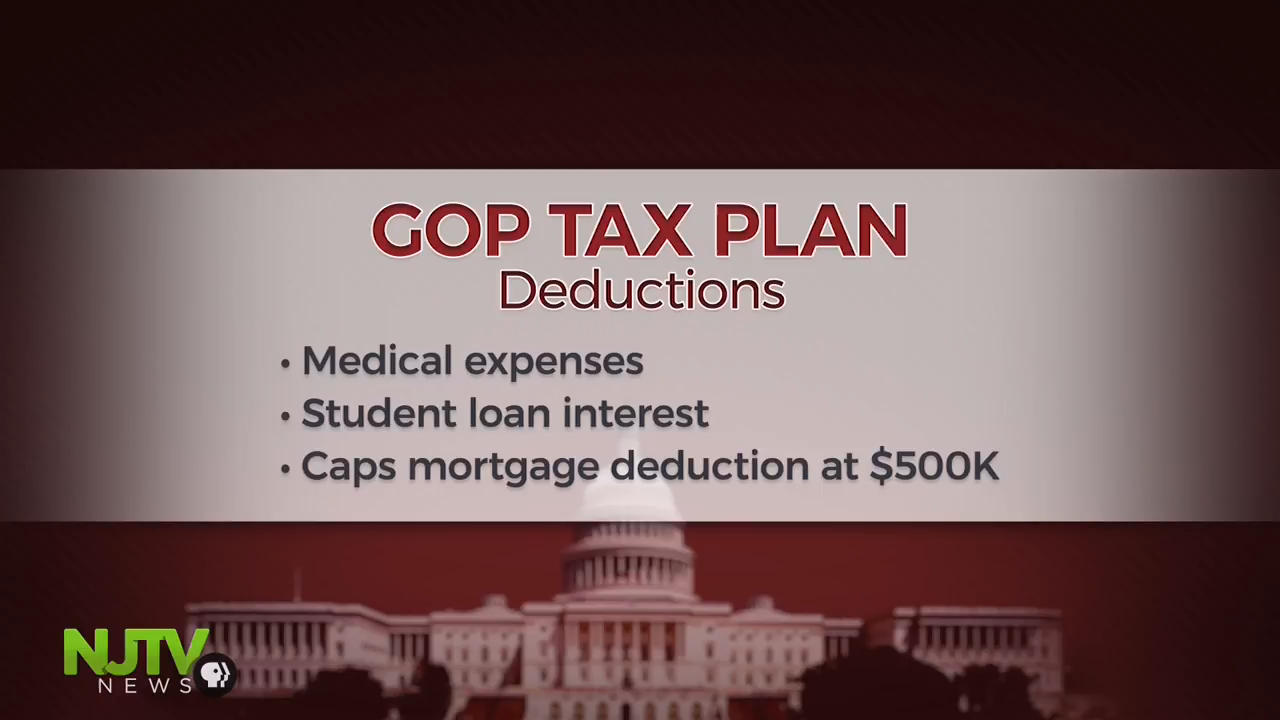 GOP TAX PLAN
Deductions
• Medical expenses
• Student loan interest
• Caps mortgage deduction at $500K
NJTV
NEWS